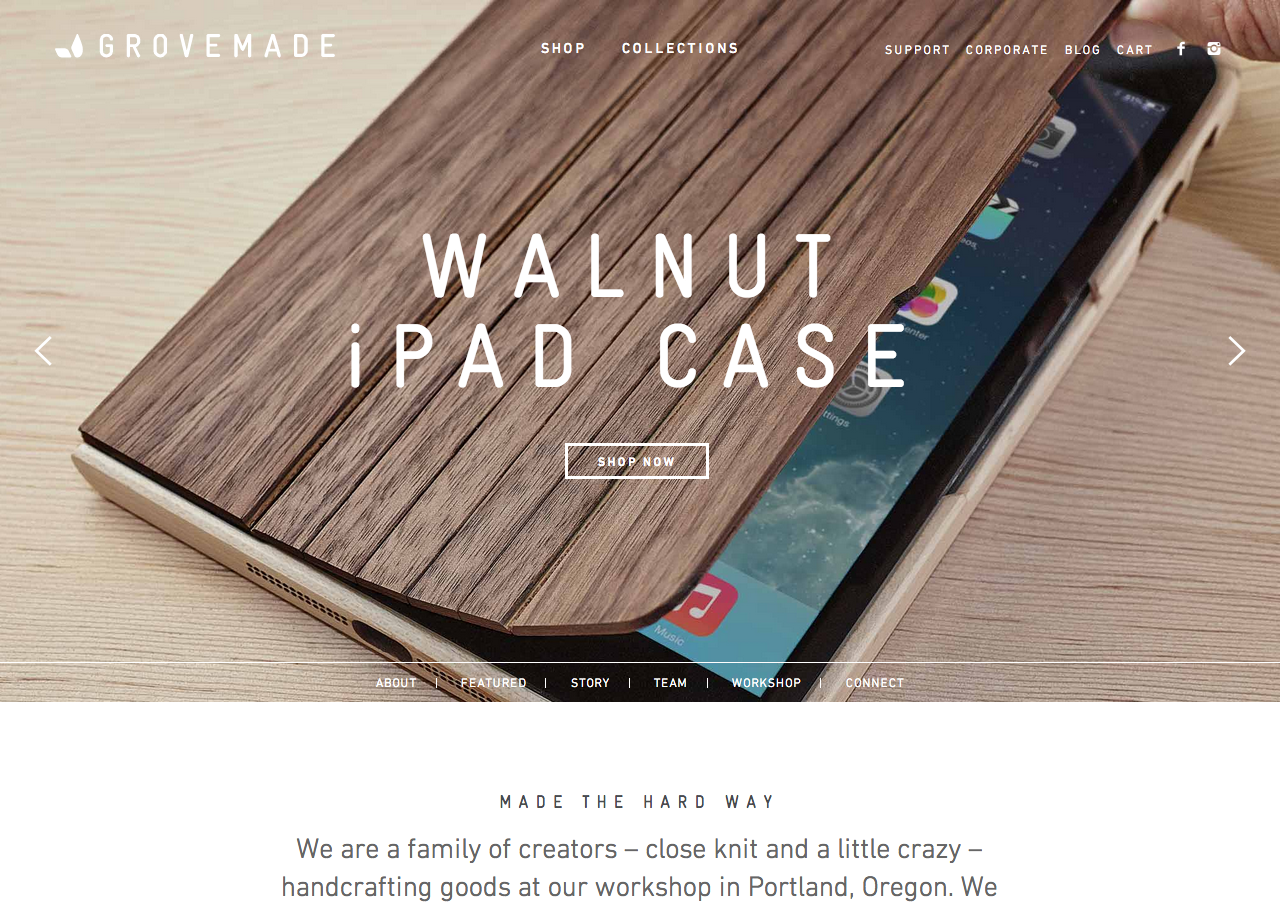 GROVEMADE
SHOP COLLECTIONS
SUPPORT CORPORATE BLOG CART
WALNUT
iPAD CASE
SHOP NOW
Music
ABOUT | FEATURED | STORY | TEAM | WORKSHOP | CONNECT
MADE THE HARD WAY
We are a family of creators – close knit and a little crazy –
handcrafting goods at our workshop in Portland, Oregon. We